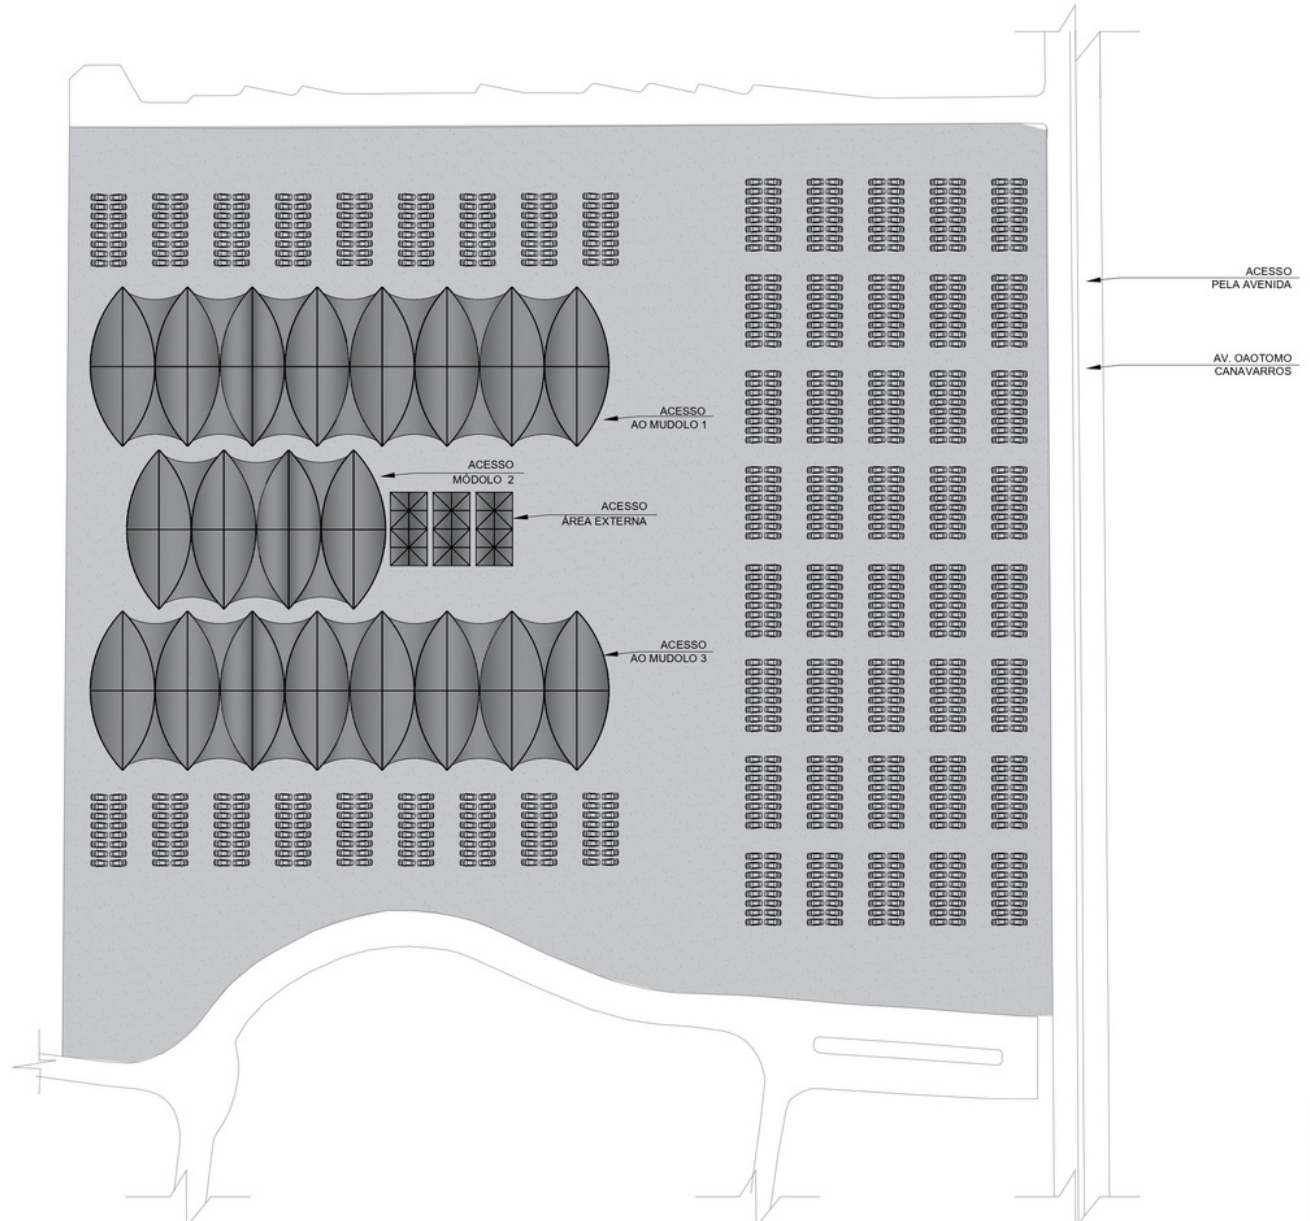 ACESSO
PELA AVENIDA
AV. OAOTOMO
CANAVARROS
ACESSO
AO MUDOLO 1
ACESSO
MÓDOLO 2
ACESSO
ÁREA EXTERNA
ACESSO
AO MUDOLO 3